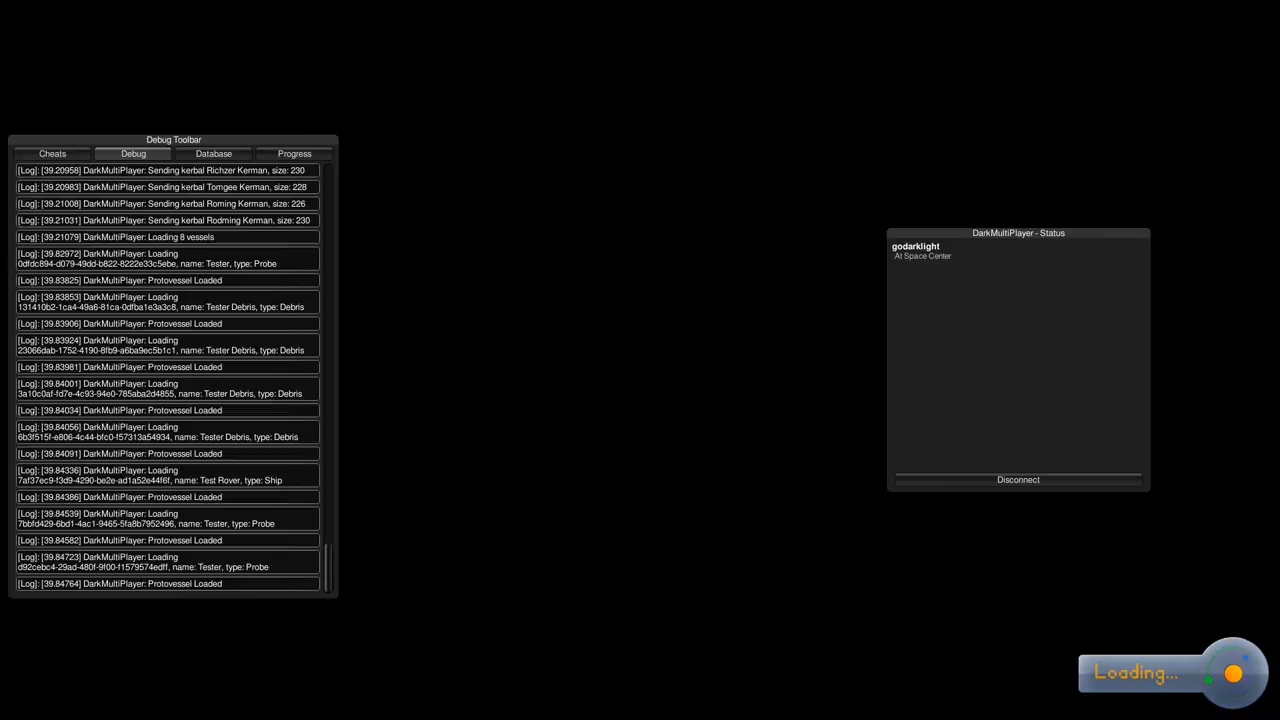 Debug Toolbar
Cheats
Debug
Database
Progress
[Log]: [39.20958] DarkMultiPlayer: Sending kerbal Richzer Kerman, size: 230
[Log]: [39.20983] DarkMultiPlayer: Sending kerbal Tomgee Kerman, size: 228
[Log]: [39.21008] DarkMultiPlayer: Sending kerbal Roming Kerman, size: 226
[Log]: [39.21031] DarkMultiPlayer: Sending kerbal Rodming Kerman, size: 230
[Log]: [39.21079] DarkMultiPlayer: Loading 8 vessels
[Log]: [39.82972] DarkMultiPlayer: Loading
0dfdc894-d079-49dd-b822-8222e33c5ebe, name: Tester, type: Probe
[Log]: [39.83825] DarkMultiPlayer: Protovessel Loaded
[Log]: [39.83853] DarkMultiPlayer: Loading
131410b2-1ca4-49a6-81ca-0dfba1e3a3c8, name: Tester Debris, type: Debris
[Log]: [39.83906] DarkMultiPlayer: Protovessel Loaded
[Log]: [39.83924] DarkMultiPlayer: Loading
23066dab-1752-4190-8fb9-a6ba9ec5b1c1, name: Tester Debris, type: Debris
[Log]: [39.83981] DarkMultiPlayer: Protovessel Loaded
[Log]: [39.84001] DarkMultiPlayer: Loading
3a10c0af-fd7e-4c93-94e0-785aba2d4855, name: Tester Debris, type: Debris
[Log]: [39.84034] DarkMultiPlayer: Protovessel Loaded
[Log]: [39.84056] DarkMultiPlayer: Loading
6b3f515f-e806-4c44-bfc0-f57313a54934, name: Tester Debris, type: Debris
[Log]: [39.84091] DarkMultiPlayer: Protovessel Loaded
[Log]: [39.84336] DarkMultiPlayer: Loading
7af37ec9-f3d9-4290-be2e-ad1a52e44f6f, name: Test Rover, type: Ship
[Log]: [39.84386] DarkMultiPlayer: Protovessel Loaded
[Log]: [39.84539] DarkMultiPlayer: Loading
7bbfd429-6bd1-4ac1-9465-5fa8b7952496, name: Tester, type: Probe
[Log]: [39.84582] DarkMultiPlayer: Protovessel Loaded
[Log]: [39.84723] DarkMultiPlayer: Loading
d92cebc4-29ad-480f-9f00-f1579574edff, name: Tester, type: Probe
[Log]: [39.84764] DarkMultiPlayer: Protovessel Loaded
DarkMultiPlayer - Status
godarklight
At Space Center
Disconnect
Loading...